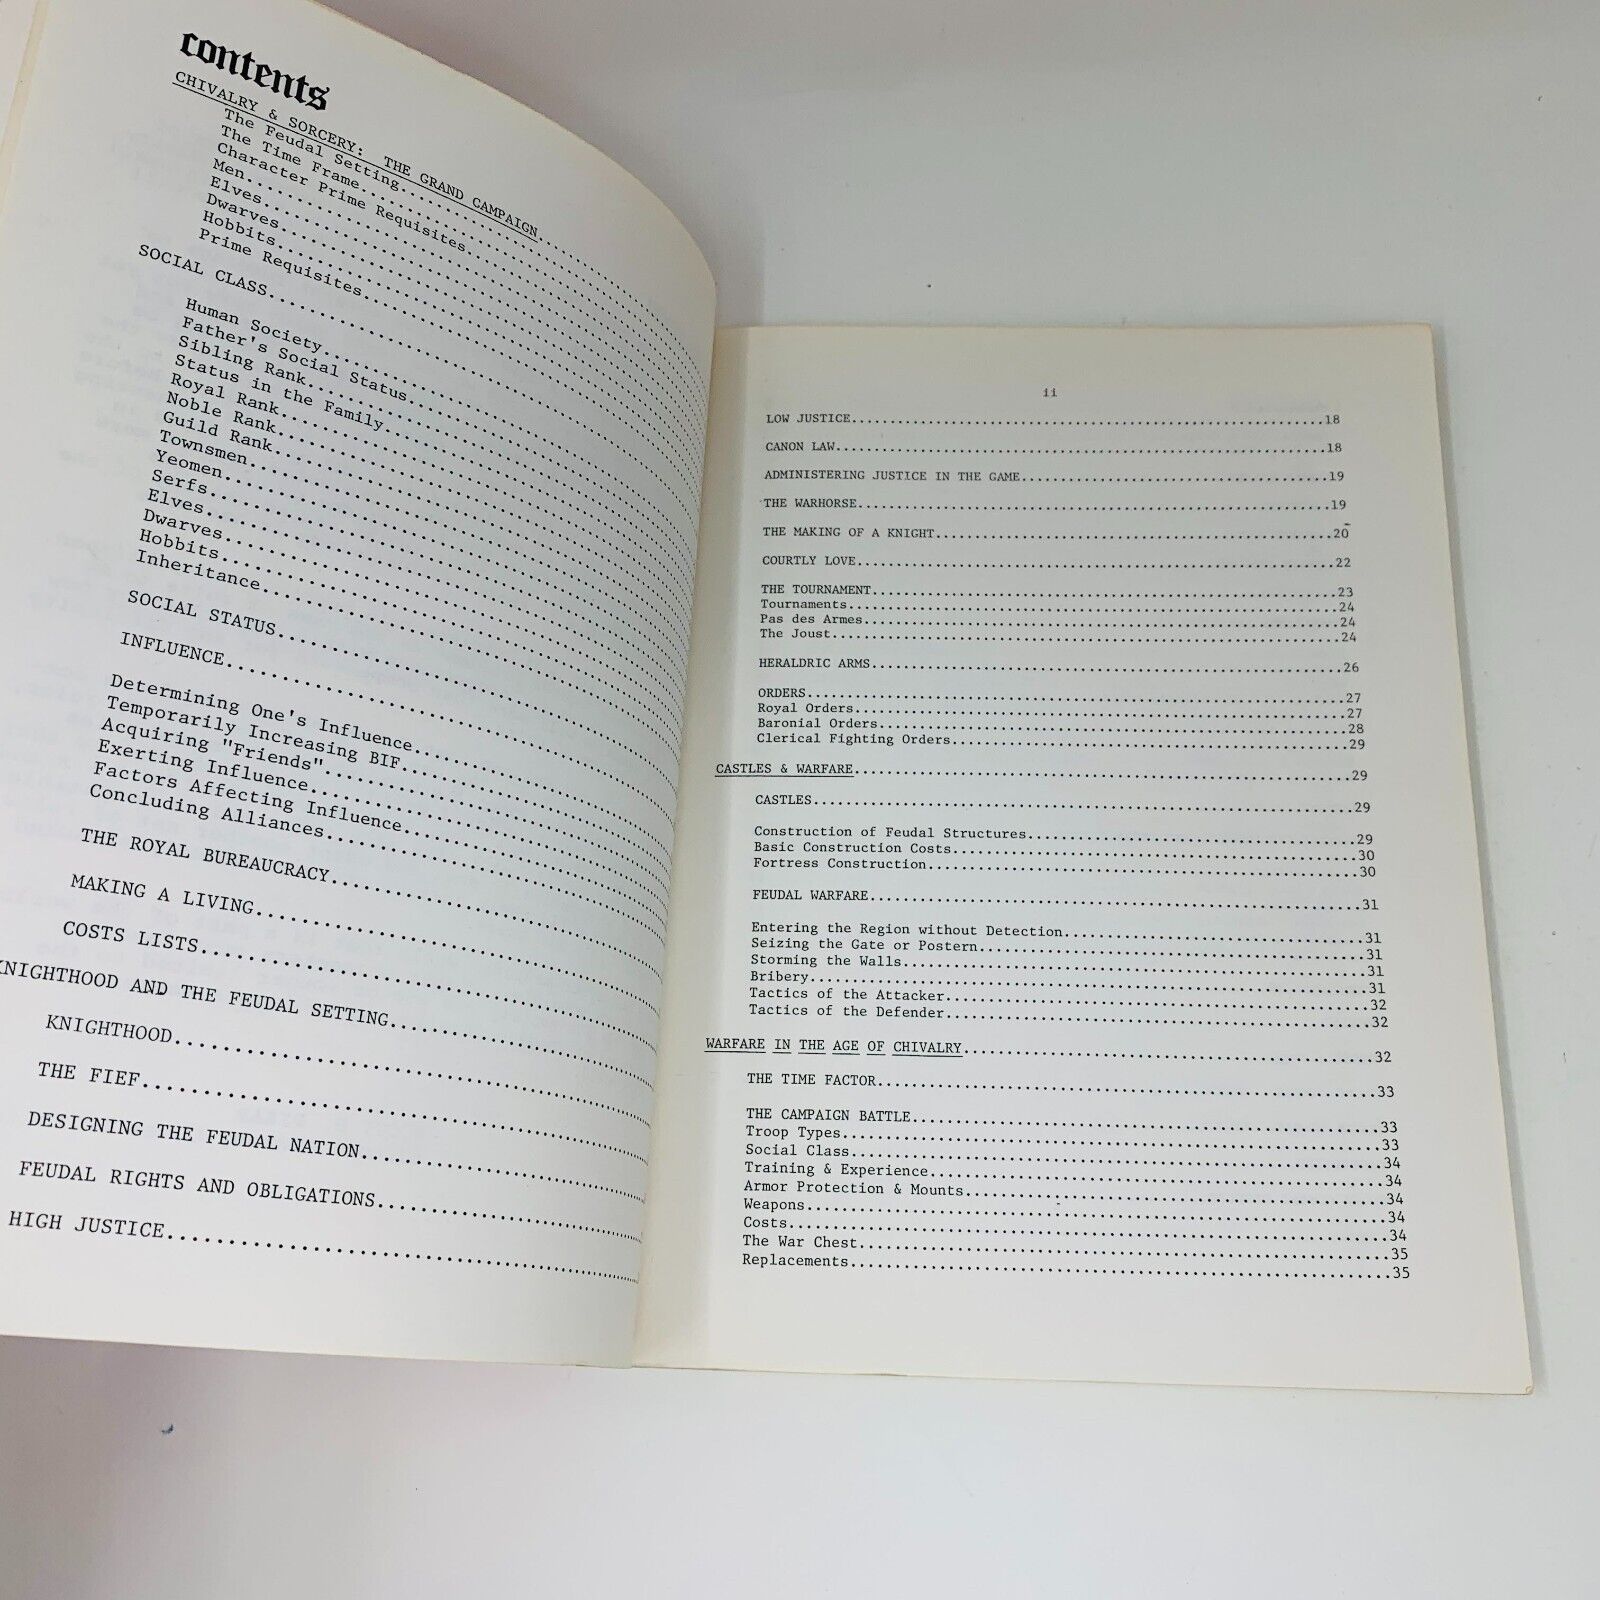 contents
CHIVALRY & SORCERY: THE GRAND CAMPAIGN
The Feudal Setting
The Time Frame
Character Prime Requisites
Men
Elves
Dwarves
Hobbits
Prime Requisites
SOCIAL CLASS
Human Society
Father's Social Status
Sibling Rank
Status in the Family
Royal Rank
Noble Rank
Guild Rank
Townsmen
Yeomen
Serfs
Elves
Dwarves
Hobbits
Inheritance
SOCIAL STATUS
INFLUENCE
Determining One's Influence
Temporarily Increasing BIF
Acquiring "Friends"
Exerting Influence
Factors Affecting Influence
Concluding Alliances
THE ROYAL BUREAUCRACY
MAKING A LIVING
COSTS LISTS
KNIGHTHOOD AND THE FEUDAL SETTING
KNIGHTHOOD
THE FIEF
DESIGNING THE FEUDAL NATION
FEUDAL RIGHTS AND OBLIGATIONS
HIGH JUSTICE
ii
LOW JUSTICE 18
CANON LAW 18
ADMINISTERING JUSTICE IN THE GAME 19
THE WARHORSE 19
THE MAKING OF A KNIGHT 20
COURTLY LOVE 22
THE TOURNAMENT 23
Tournaments 24
Pas des Armes 24
The Joust 24
HERALDRIC ARMS 26
ORDERS 27
Royal Orders 27
Baronial Orders 28
Clerical Fighting Orders 29
CASTLES & WARFARE 29
CASTLES 29
Construction of Feudal Structures 29
Basic Construction Costs 30
Fortress Construction 30
FEUDAL WARFARE 31
Entering the Region without Detection 31
Seizing the Gate or Postern 31
Storming the Walls 31
Bribery 31
Tactics of the Attacker 32
Tactics of the Defender 32
WARFARE IN THE AGE OF CHIVALRY 32
THE TIME FACTOR 33
THE CAMPAIGN BATTLE 33
Troop Types 33
Social Class 34
Training & Experience 34
Armor Protection & Mounts 34
Weapons 34
Costs 34
The War Chest 35
Replacements 35